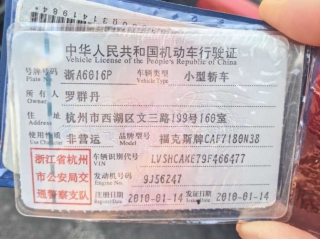 中华人民共和国机动车行驶证
Vehicle License of the People's Republic of China
号牌号码 浙A6016P 车辆类型 小型轿车
Plate No. Vehicle Type
所有人 罗群丹
Owner
住址 杭州市西湖区文三路199号160室
Address
使用性质 非营运 品牌型号 福克斯牌CAF7180N38
Use Character Model
浙江省杭州市公安局交通警察支队
车辆识别代号 LVSHCAKE79F466477
VIN
发动机号码 9J56247
Engine No.
注册日期 2010-01-14 发证日期 2010-01-14
Register Date Issue Date